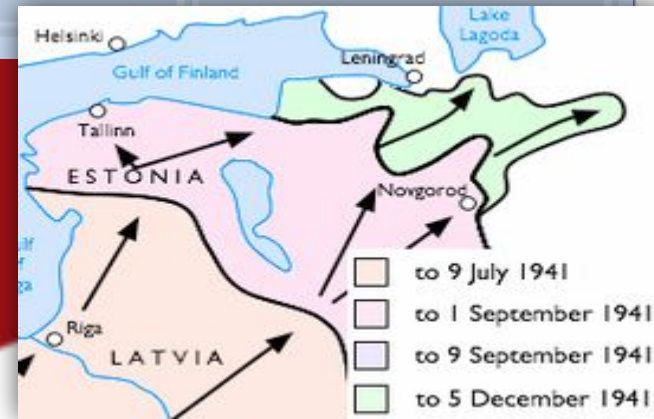 Lake
Lagoda
Helsinki
Leningrad
Gulf of Finland
Tallinn
ESTONIA
Novgorod
to 9 July 1941
to 1 September 1941
Riga
LATVIA
to 9 September 1941
to 5 December 1941